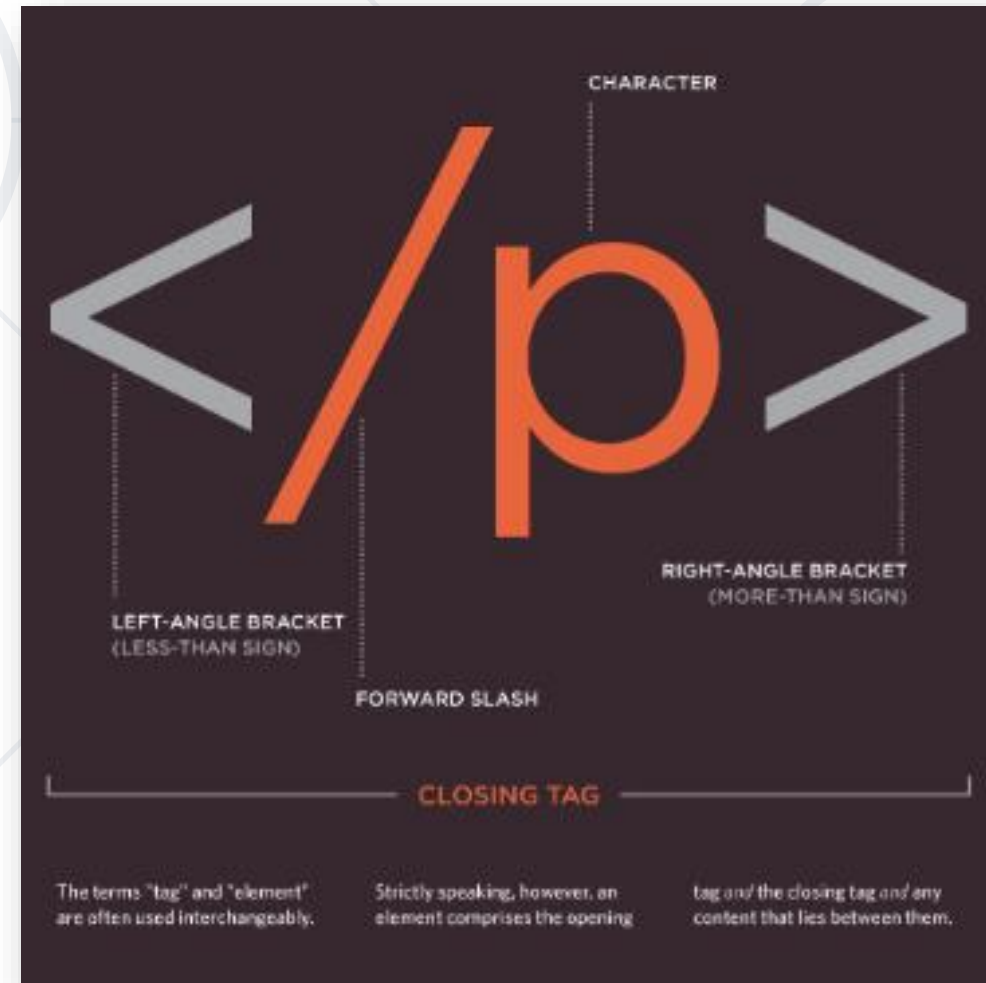 CHARACTER
</p>
LEFT-ANGLE BRACKET
(LESS-THAN SIGN)
RIGHT-ANGLE BRACKET
(MORE-THAN SIGN)
FORWARD SLASH
CLOSING TAG
The terms "tag" and "element"
are often used interchangeably.
Strictly speaking, however, an
element comprises the opening
tag and the closing tag and any
content that lies between them.